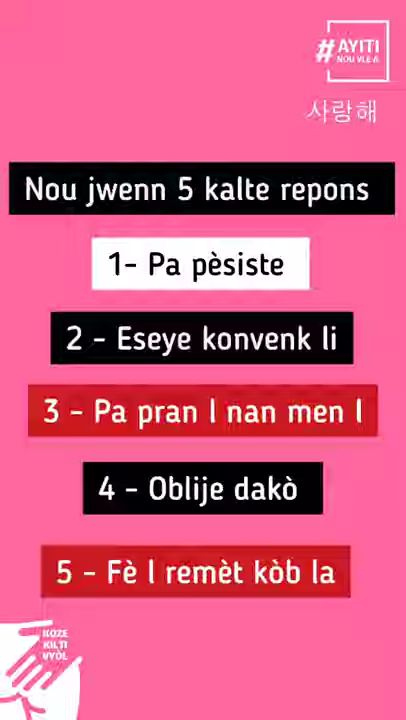 # AYITI
NOU VLE A
사랑해
Nou jwenn 5 kalte repons
1- Pa pèsiste
2 - Eseye konvenk li
3 - Pa pran l nan men l
4 - Oblije dakò
5 - Fè l remèt kòb la
KOZE
KILTI
VYÒL